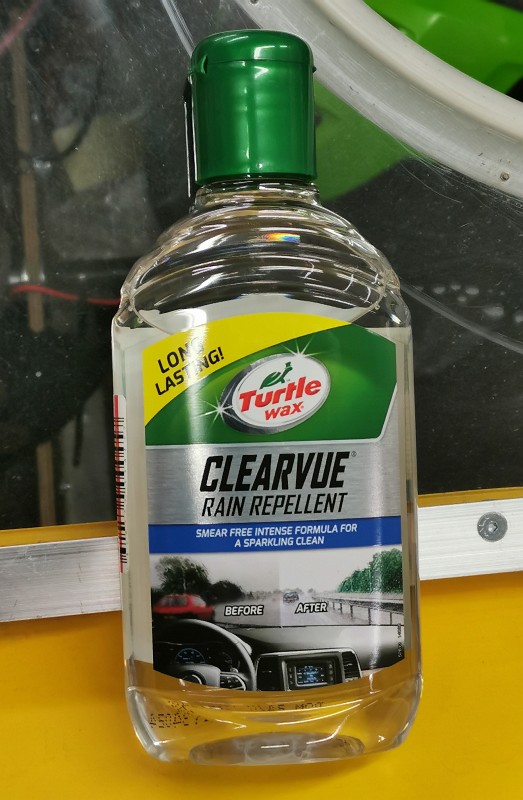 LONG
LASTING!
Turtle
wax®
CLEARVUE®
RAIN REPELLENT
SMEAR FREE INTENSE FORMULA FOR
A SPARKLING CLEAN
BEFORE
AFTER